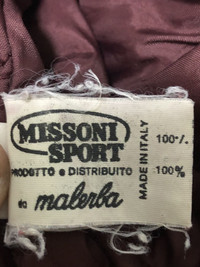 MISSONI
SPORT
PRODOTTO e DISTRIBUITO
da malerba
MADE IN ITALY
100·/.
100%